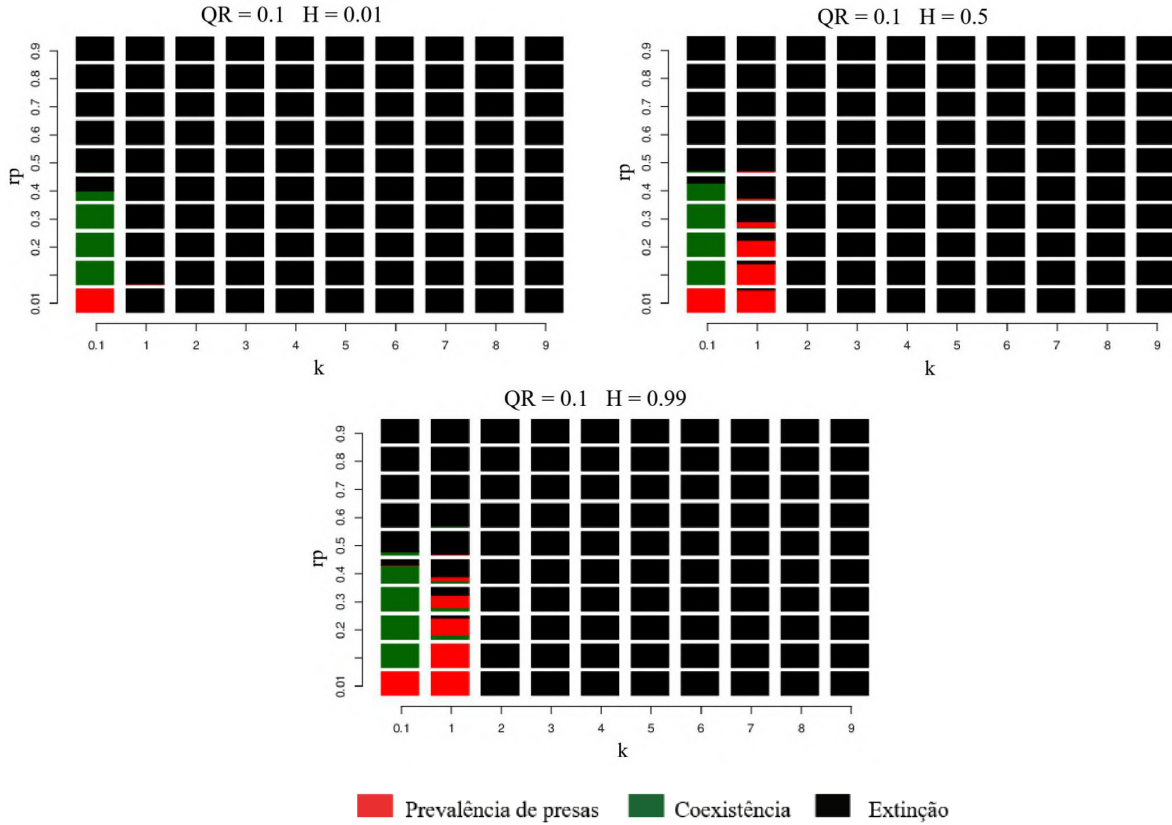 QR = 0.1 H = 0.01
rp
0.9
0.8
0.7
0.6
0.5
0.4
0.3
0.2
0.01
0.1 1 2 3 4 5 6 7 8 9
k
QR = 0.1 H = 0.5
rp
0.9
0.8
0.7
0.6
0.5
0.4
0.3
0.2
0.01
0.1 1 2 3 4 5 6 7 8 9
k
QR = 0.1 H = 0.99
rp
0.9
0.8
0.7
0.6
0.5
0.4
0.3
0.2
0.01
0.1 1 2 3 4 5 6 7 8 9
k
Prevalência de presas Coexistência Extinção